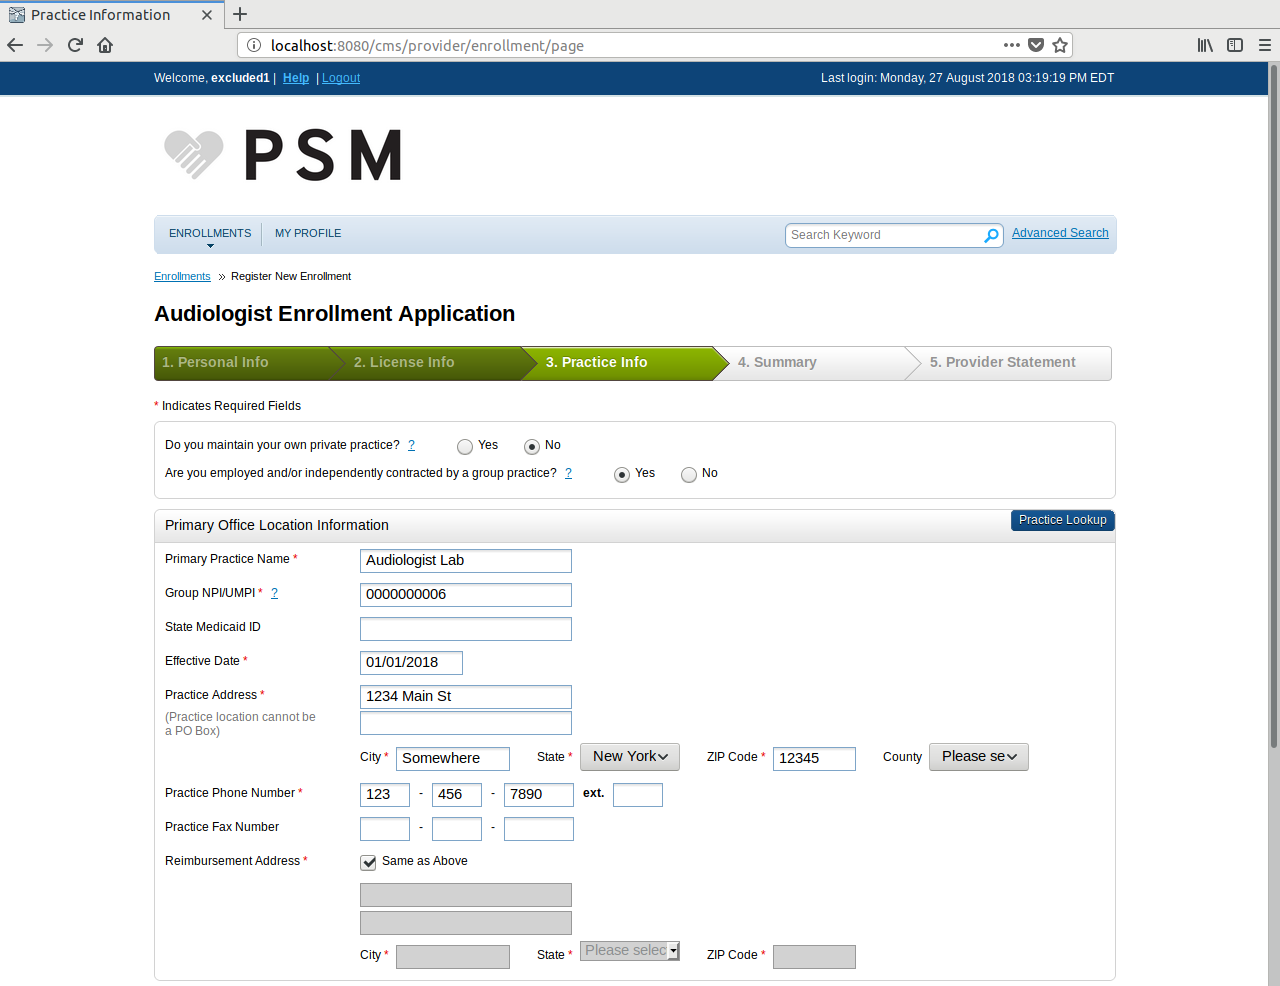 Practice Information
localhost:8080/cms/provider/enrollment/page
Welcome, excluded1 | Help | Logout
Last login: Monday, 27 August 2018 03:19:19 PM EDT
PSM
ENROLLMENTS
MY PROFILE
Search Keyword
Advanced Search
Enrollments » Register New Enrollment
Audiologist Enrollment Application
1. Personal Info
2. License Info
3. Practice Info
4. Summary
5. Provider Statement
* Indicates Required Fields
Do you maintain your own private practice? ? Yes No
Are you employed and/or independently contracted by a group practice? ? Yes No
Primary Office Location Information
Practice Lookup
Primary Practice Name * Audiologist Lab
Group NPI/UMPI * ? 0000000006
State Medicaid ID
Effective Date * 01/01/2018
Practice Address * 1234 Main St
(Practice location cannot be
a PO Box)
City * Somewhere State * New York ZIP Code * 12345 County Please se
Practice Phone Number * 123 - 456 - 7890 ext.
Practice Fax Number - -
Reimbursement Address * Same as Above
City * State * Please selec ZIP Code *